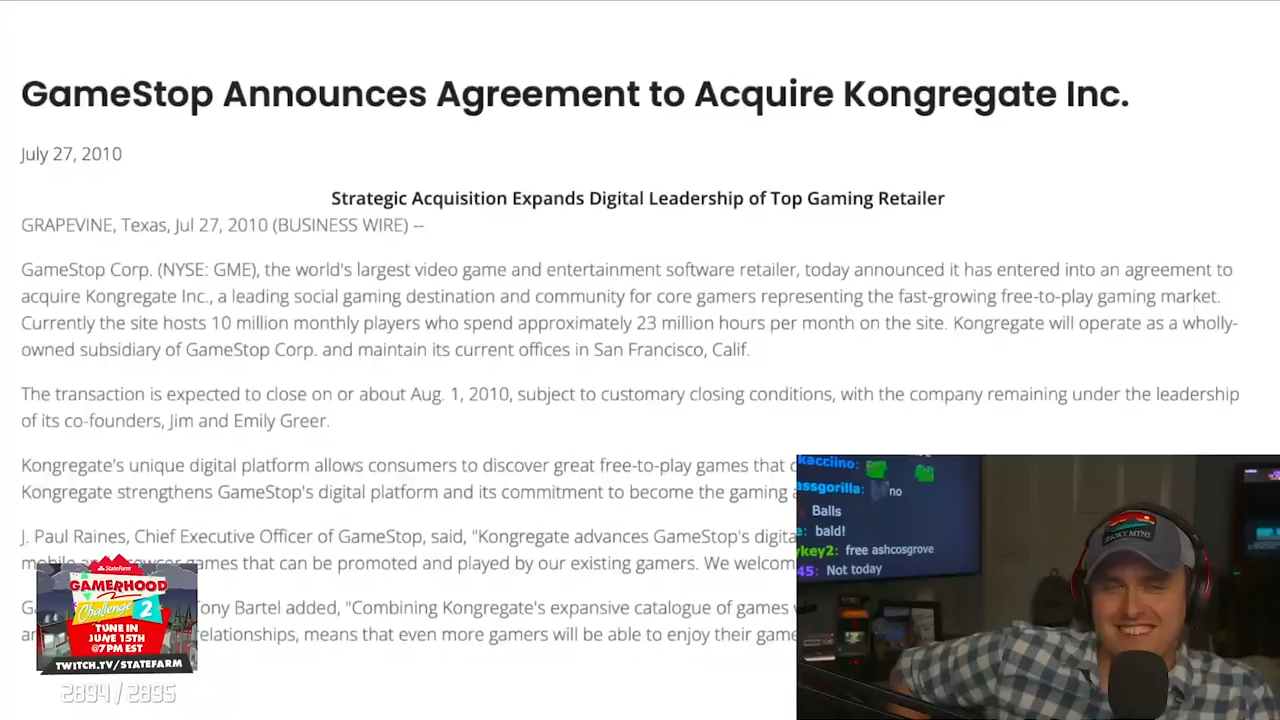 GameStop Announces Agreement to Acquire Kongregate Inc.
July 27, 2010
Strategic Acquisition Expands Digital Leadership of Top Gaming Retailer
GRAPEVINE, Texas, Jul 27, 2010 (BUSINESS WIRE) --
GameStop Corp. (NYSE: GME), the world's largest video game and entertainment software retailer, today announced it has entered into an agreement to
acquire Kongregate Inc., a leading social gaming destination and community for core gamers representing the fast-growing free-to-play gaming market.
Currently the site hosts 10 million monthly players who spend approximately 23 million hours per month on the site. Kongregate will operate as a wholly-
owned subsidiary of GameStop Corp. and maintain its current offices in San Francisco, Calif.
The transaction is expected to close on or about Aug. 1, 2010, subject to customary closing conditions, with the company remaining under the leadership
of its co-founders, Jim and Emily Greer.
Kongregate's unique digital platform allows consumers to discover great free-to-play games that
Kongregate strengthens GameStop's digital platform and its commitment to become the gaming
J. Paul Raines, Chief Executive Officer of GameStop, said, "Kongregate advances GameStop's digita
games that can be promoted and played by our existing gamers. We welcom
Tony Bartel added, "Combining Kongregate's expansive catalogue of games
relationships, means that even more gamers will be able to enjoy their game
StateFarm
GAMERHOOD
Challenge 2
TUNE IN
JUNE 15TH
@7PM EST
TWITCH.TV/STATEFARM
2894 / 2895
kacciino:
assgorilla: no
Balls
e: bald!
ykey2: free ashcosgrove
45: Not today
SMOKY MTNS